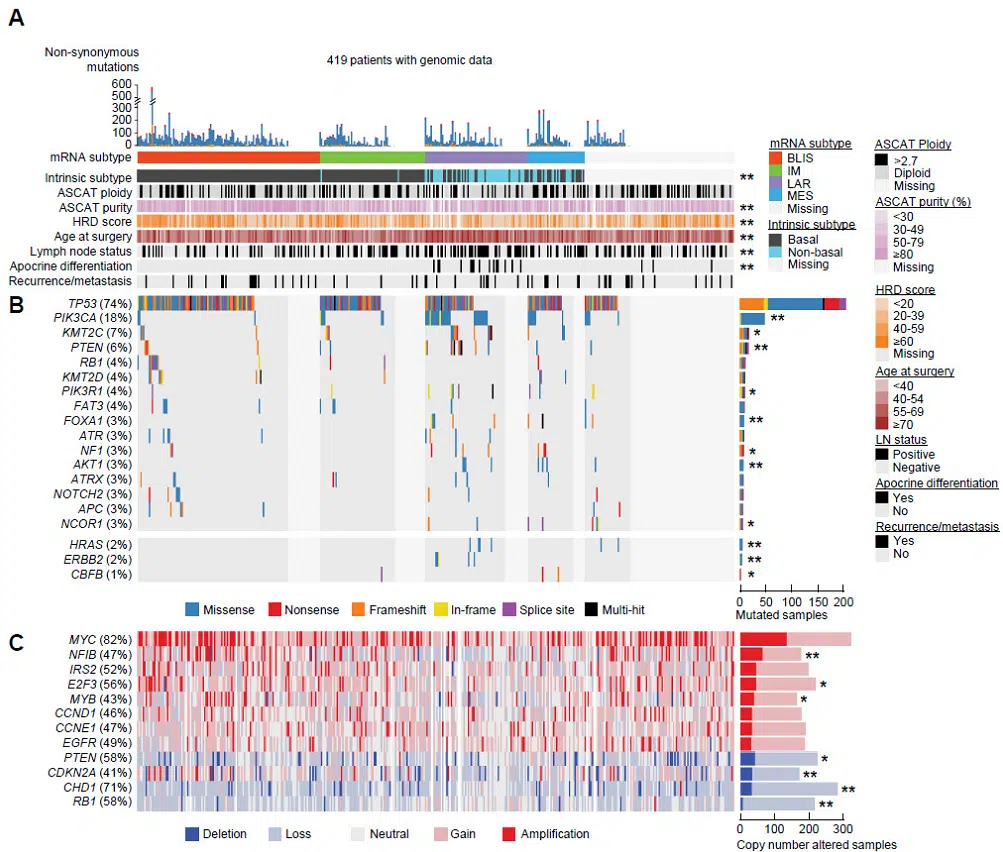 A
Non-synonymous
mutations
419 patients with genomic data
600
500
300
200
100
0
mRNA subtype
Intrinsic subtype **
ASCAT ploidy
ASCAT purity **
HRD score **
Age at surgery **
Lymph node status **
Apocrine differentiation **
Recurrence/metastasis
mRNA subtype
BLIS
IM
LAR
MES
Missing
Intrinsic subtype
Basal
Non-basal
Missing
ASCAT Ploidy
>2.7
Diploid
Missing
ASCAT purity (%)
<30
30-49
50-79
≥80
Missing
HRD score
<20
20-39
40-59
≥60
Missing
Age at surgery
<40
40-54
55-69
≥70
LN status
Positive
Negative
Apocrine differentiation
Yes
No
Recurrence/metastasis
Yes
No
B
TP53 (74%)
PIK3CA (18%) **
KMT2C (7%) *
PTEN (6%) **
RB1 (4%)
KMT2D (4%)
PIK3R1 (4%) *
FAT3 (4%)
FOXA1 (3%) **
ATR (3%)
NF1 (3%) *
AKT1 (3%) **
ATRX (3%)
NOTCH2 (3%)
APC (3%)
NCOR1 (3%) *
HRAS (2%) **
ERBB2 (2%) **
CBFB (1%) *
0 50 100 150 200
Mutated samples
Missense Nonsense Frameshift In-frame Splice site Multi-hit
C
MYC (82%)
NFIB (47%) **
IRS2 (52%)
E2F3 (56%) *
MYB (43%) *
CCND1 (46%)
CCNE1 (47%)
EGFR (49%)
PTEN (58%) *
CDKN2A (41%) **
CHD1 (71%) **
RB1 (58%) **
0 100 200 300
Copy number altered samples
Deletion Loss Neutral Gain Amplification